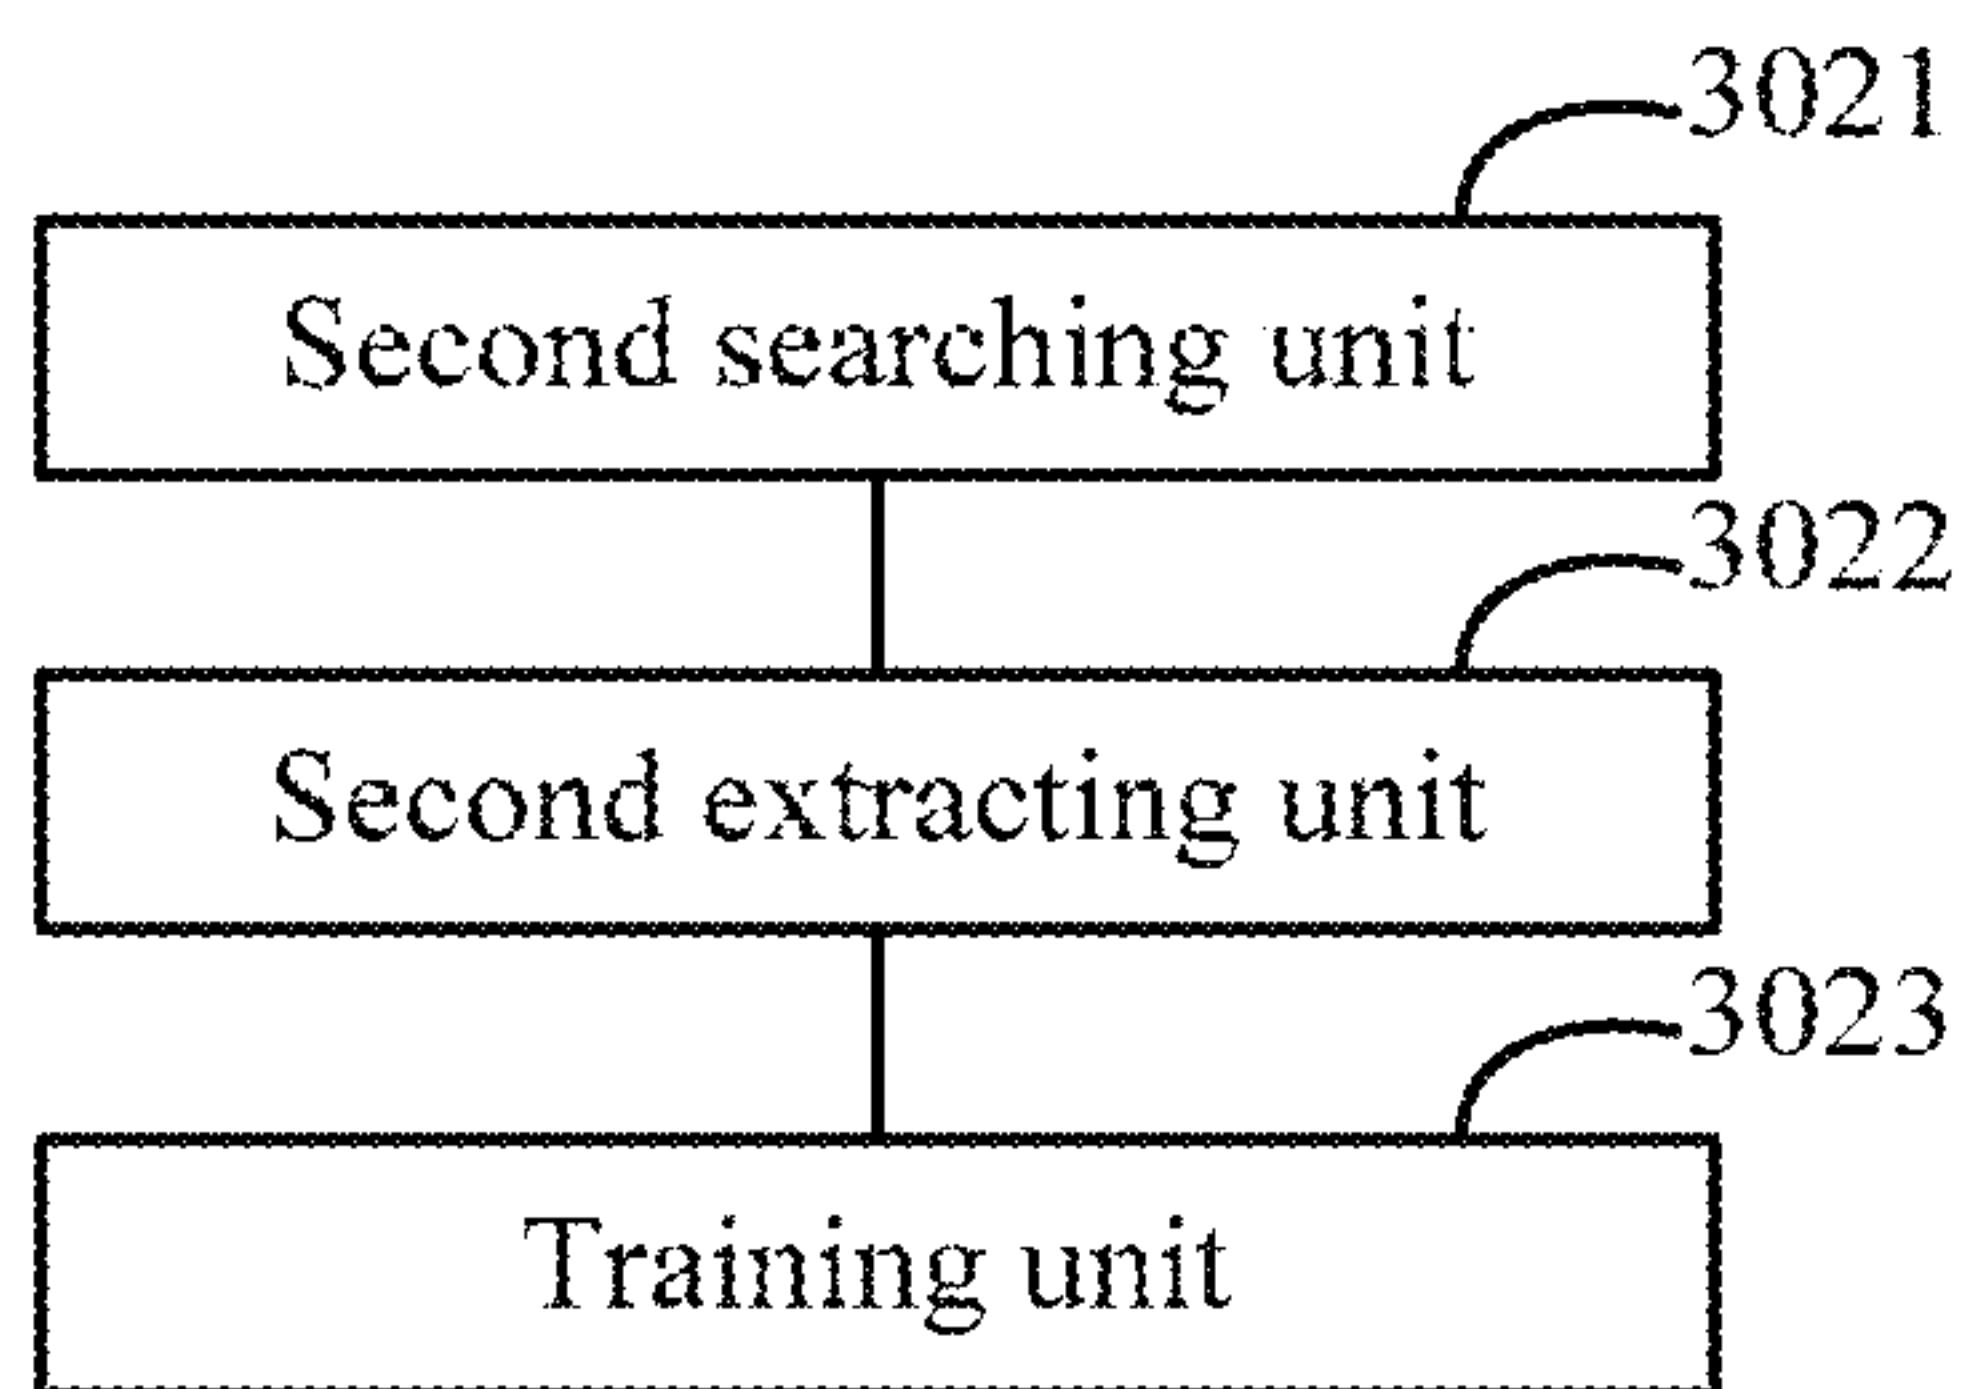 3021
Second searching unit
3022
Second extracting unit
3023
Training unit